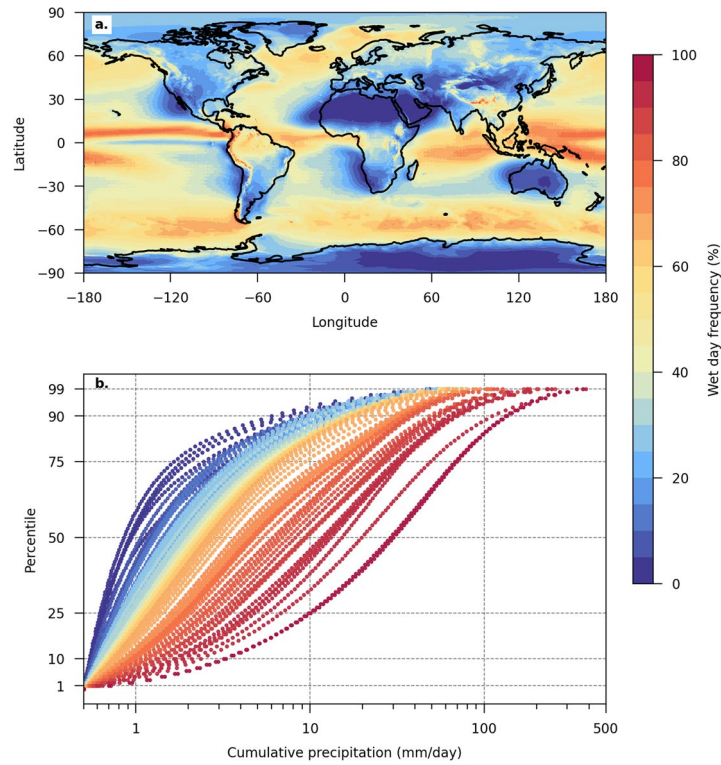 a.
90
60
30
0
−30
−60
−90
Latitude
−180 −120 −60 0 60 120 180
Longitude
b.
99
90
75
50
25
10
1
Percentile
1 10 100 500
Cumulative precipitation (mm/day)
100
80
60
40
20
0
Wet day frequency (%)